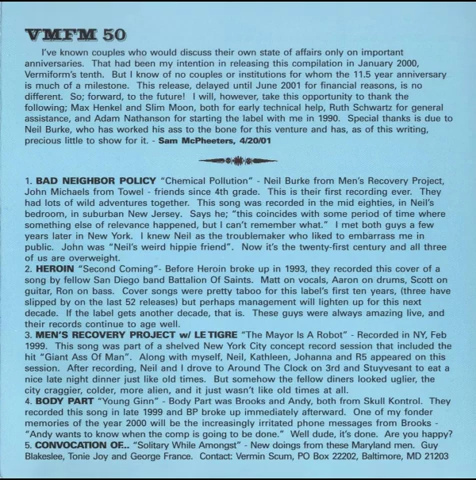 VMFM 50
I've known couples who would discuss their own state of affairs only on important
anniversaries. That had been my intention in releasing this compilation in January 2000,
Vermiform's tenth. But I know of no couples or institutions for whom the 11.5 year anniversary
is much of a milestone. This release, delayed until June 2001 for financial reasons, is no
different. So; forward, to the future! I will, however, take this opportunity to thank the
following; Max Henkel and Slim Moon, both for early technical help, Ruth Schwartz for general
assistance, and Adam Nathanson for starting the label with me in 1990. Special thanks is due to
Neil Burke, who has worked his ass to the bone for this venture and has, as of this writing,
precious little to show for it. - Sam McPheeters, 4/20/01
1. BAD NEIGHBOR POLICY "Chemical Pollution" - Neil Burke from Men's Recovery Project,
John Michaels from Towel - friends since 4th grade. This is their first recording ever. They
had lots of wild adventures together. This song was recorded in the mid eighties, in Neil's
bedroom, in suburban New Jersey. Says he; "this coincides with some period of time where
something else of relevance happened, but I can't remember what." I met both guys a few
years later in New York. I knew Neil as the troublemaker who liked to embarrass me in
public. John was "Neil's weird hippie friend". Now it's the twenty-first century and all three
of us are overweight.
2. HEROIN "Second Coming"- Before Heroin broke up in 1993, they recorded this cover of a
song by fellow San Diego band Battalion Of Saints. Matt on vocals, Aaron on drums, Scott on
guitar, Ron on bass. Cover songs were pretty taboo for this label's first ten years, (three have
slipped by on the last 52 releases) but perhaps management will lighten up for this next
decade. If the label gets another decade, that is. These guys were always amazing live, and
their records continue to age well.
3. MEN'S RECOVERY PROJECT w/ LE TIGRE "The Mayor Is A Robot" - Recorded in NY, Feb
1999. This song was part of a shelved New York City concept record session that included the
hit "Giant Ass Of Man". Along with myself, Neil, Kathleen, Johanna and R5 appeared on this
session. After recording, Neil and I drove to Around The Clock on 3rd and Stuyvesant to eat a
nice late night dinner just like old times. But somehow the fellow diners looked uglier, the
city craggier, colder, more alien, and it just wasn't like old times at all.
4. BODY PART "Young Ginn" - Body Part was Brooks and Andy, both from Skull Kontrol. They
recorded this song in late 1999 and BP broke up immediately afterward. One of my fonder
memories of the year 2000 will be the increasingly irritated phone messages from Brooks -
"Andy wants to know when the comp is going to be done." Well dude, it's done. Are you happy?
5. CONVOCATION OF... "Solitary While Amongst" - New doings from these Maryland men. Guy
Blakeslee, Tonie Joy and George France. Contact: Vermin Scum, PO Box 22202, Baltimore, MD 21203